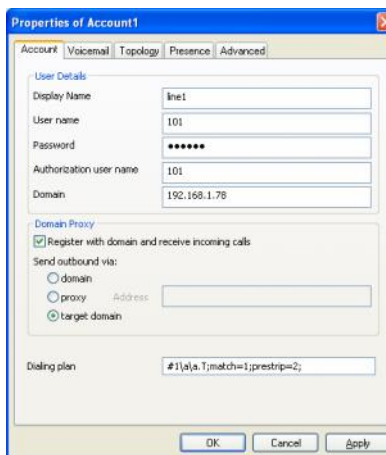 Properties of Account1
Account Voicemail Topology Presence Advanced
User Details
Display Name line1
User name 101
Password ●●●●●●
Authorization user name 101
Domain 192.168.1.78
Domain Proxy
Register with domain and receive incoming calls
Send outbound via:
domain
proxy Address
target domain
Dialing plan #1\a\a.T;match=1;prestrip=2;
OK Cancel Apply